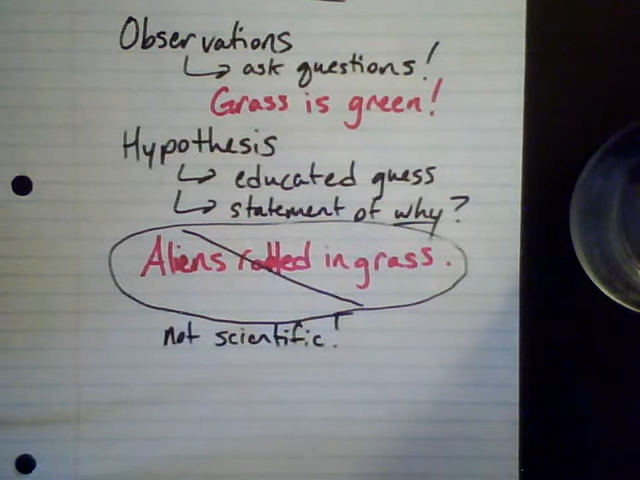 Observations
ask questions!
Grass is green!
Hypothesis
educated guess
statement of why?
Aliens rolled in grass.
not scientific!